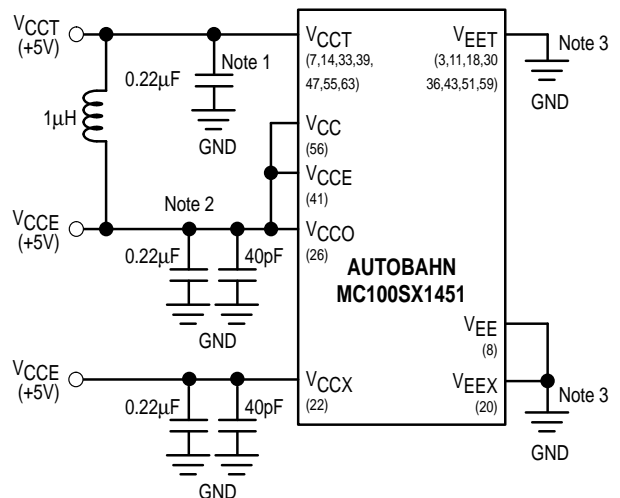 VCCT
(+5V)
0.22μF
Note 1
GND
1μH
VCCE
(+5V)
Note 2
0.22μF
40pF
GND
VCCE
(+5V)
0.22μF
40pF
GND
VCCT
(7,14,33,39,
47,55,63)
VCC
(56)
VCCE
(41)
VCCO
(26)
AUTOBAHN
MC100SX1451
VCCX
(22)
VEET
(3,11,18,30
36,43,51,59)
Note 3
GND
VEE
(8)
VEEX
(20)
Note 3
GND